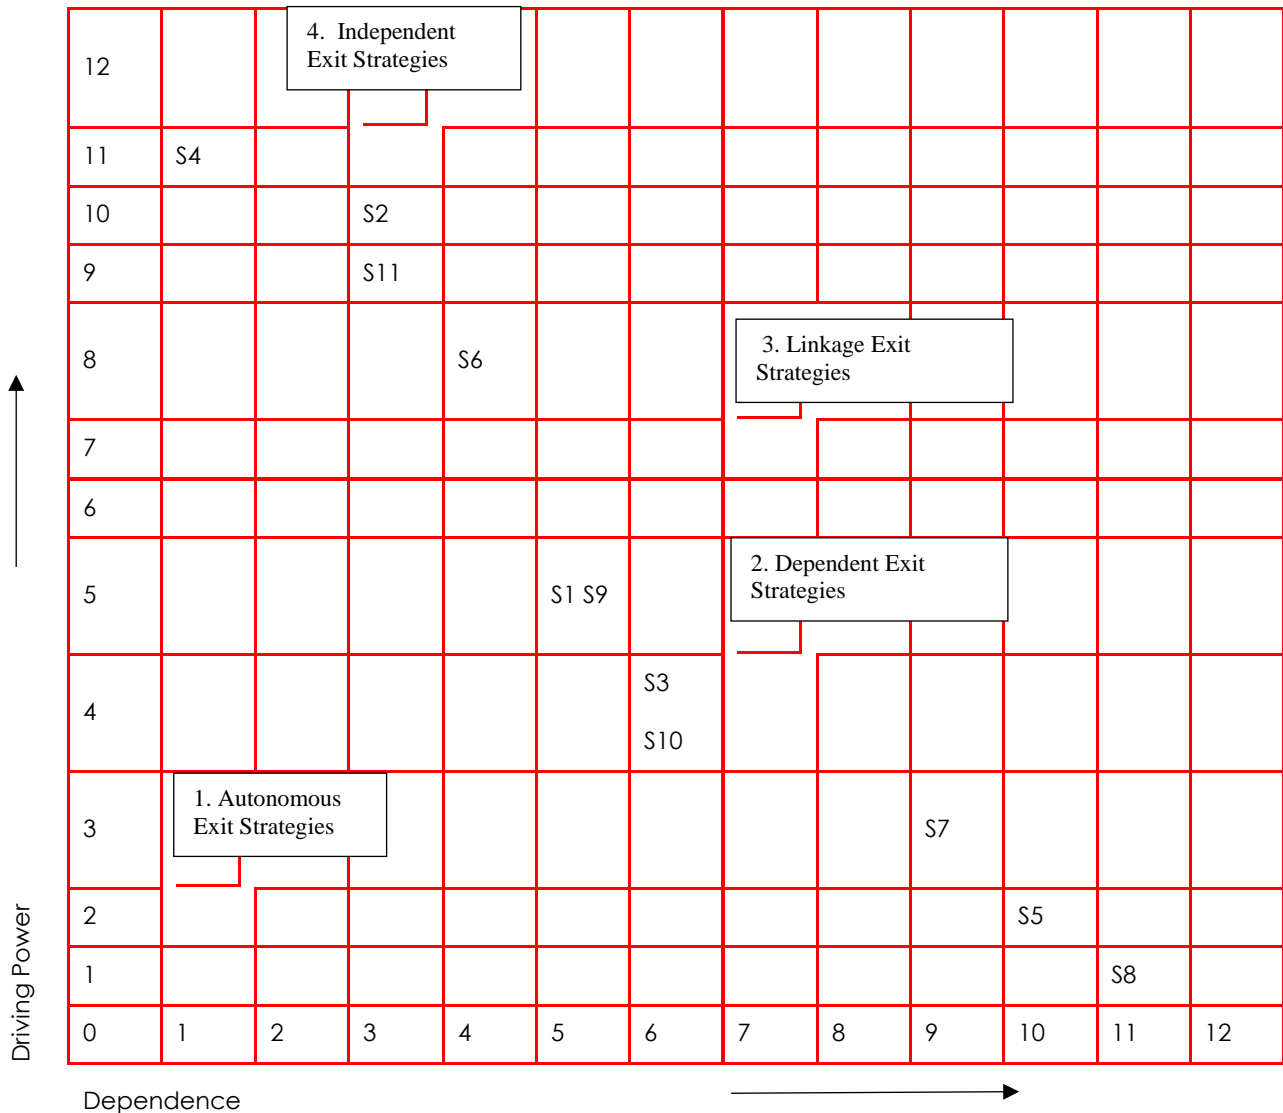 4. Independent
Exit Strategies
12
11 S4
10 S2
9 S11
8 S6
3. Linkage Exit
Strategies
7
6
5 S1 S9
2. Dependent Exit
Strategies
4 S3
S10
1. Autonomous
Exit Strategies
3 S7
2 S5
1 S8
0 1 2 3 4 5 6 7 8 9 10 11 12
Driving Power
Dependence